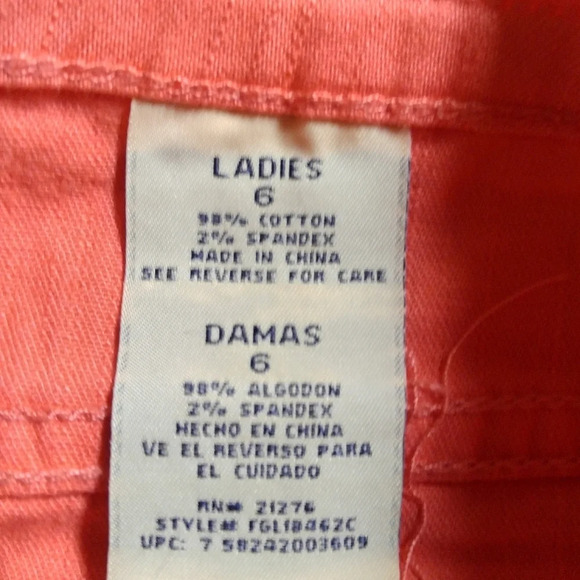 LADIES
6
98% COTTON
2% SPANDEX
MADE IN CHINA
SEE REVERSE FOR CARE
DAMAS
6
98% ALGODON
2% SPANDEX
HECHO EN CHINA
VE EL REVERSO PARA
EL CUIDADO
RN# 21276
STYLE# FGL18462C
UPC: 7 58242003609